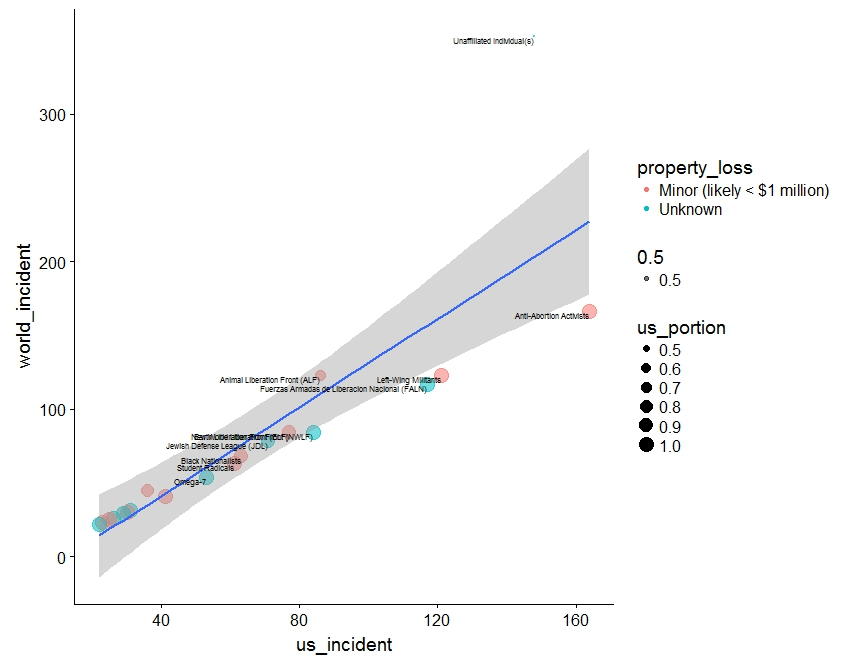 Unaffiliated Individual(s)
300
property_loss
Minor (likely < $1 million)
Unknown
200
0.5
0.5
world_incident
Anti-Abortion Activists
us_portion
0.5
0.6
0.7
0.8
0.9
1.0
Animal Liberation Front (ALF)
Left-Wing Militants
Fuerzas Armadas de Liberacion Nacional (FALN)
100
Jewish Defense League (JDL)
Black Nationalists
Student Radicals
Omega-7
0
40
80
120
160
us_incident